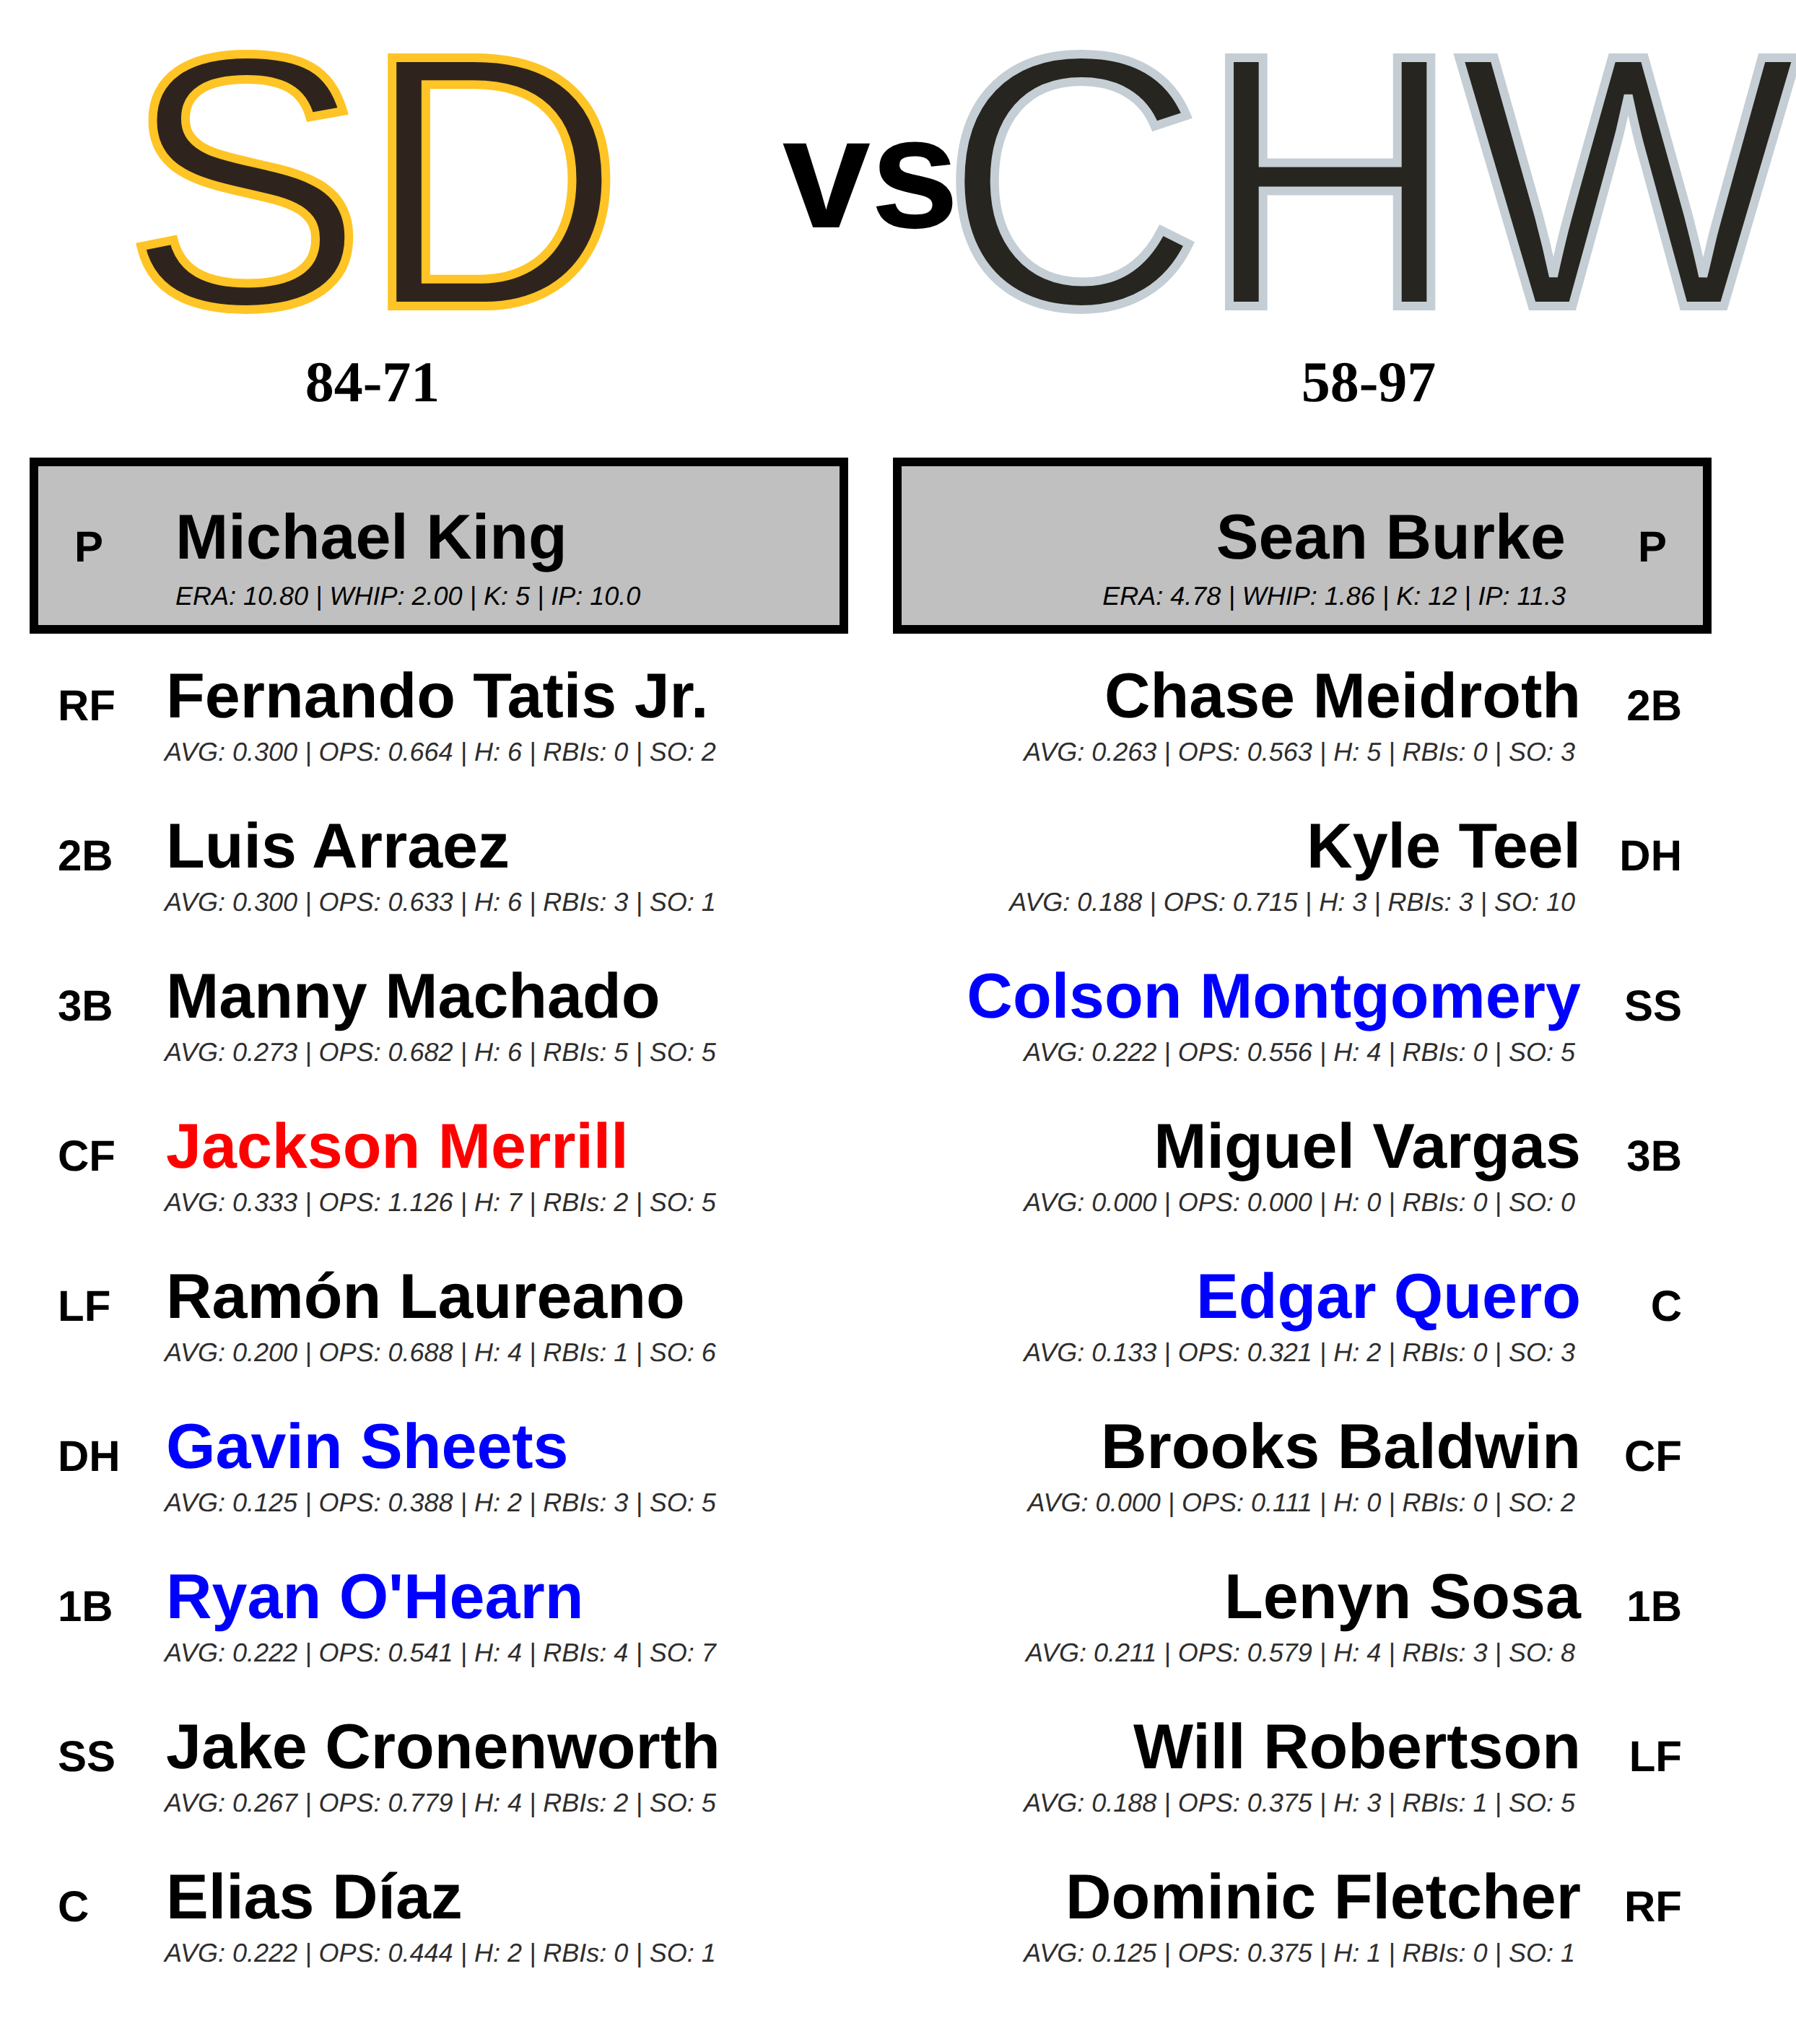 SD vs CHW
84-71
58-97
P Michael King
ERA: 10.80 | WHIP: 2.00 | K: 5 | IP: 10.0
Sean Burke P
ERA: 4.78 | WHIP: 1.86 | K: 12 | IP: 11.3
RF Fernando Tatis Jr.
AVG: 0.300 | OPS: 0.664 | H: 6 | RBIs: 0 | SO: 2
2B Luis Arraez
AVG: 0.300 | OPS: 0.633 | H: 6 | RBIs: 3 | SO: 1
3B Manny Machado
AVG: 0.273 | OPS: 0.682 | H: 6 | RBIs: 5 | SO: 5
CF Jackson Merrill
AVG: 0.333 | OPS: 1.126 | H: 7 | RBIs: 2 | SO: 5
LF Ramón Laureano
AVG: 0.200 | OPS: 0.688 | H: 4 | RBIs: 1 | SO: 6
DH Gavin Sheets
AVG: 0.125 | OPS: 0.388 | H: 2 | RBIs: 3 | SO: 5
1B Ryan O'Hearn
AVG: 0.222 | OPS: 0.541 | H: 4 | RBIs: 4 | SO: 7
SS Jake Cronenworth
AVG: 0.267 | OPS: 0.779 | H: 4 | RBIs: 2 | SO: 5
C Elias Díaz
AVG: 0.222 | OPS: 0.444 | H: 2 | RBIs: 0 | SO: 1
Chase Meidroth 2B
AVG: 0.263 | OPS: 0.563 | H: 5 | RBIs: 0 | SO: 3
Kyle Teel DH
AVG: 0.188 | OPS: 0.715 | H: 3 | RBIs: 3 | SO: 10
Colson Montgomery SS
AVG: 0.222 | OPS: 0.556 | H: 4 | RBIs: 0 | SO: 5
Miguel Vargas 3B
AVG: 0.000 | OPS: 0.000 | H: 0 | RBIs: 0 | SO: 0
Edgar Quero C
AVG: 0.133 | OPS: 0.321 | H: 2 | RBIs: 0 | SO: 3
Brooks Baldwin CF
AVG: 0.000 | OPS: 0.111 | H: 0 | RBIs: 0 | SO: 2
Lenyn Sosa 1B
AVG: 0.211 | OPS: 0.579 | H: 4 | RBIs: 3 | SO: 8
Will Robertson LF
AVG: 0.188 | OPS: 0.375 | H: 3 | RBIs: 1 | SO: 5
Dominic Fletcher RF
AVG: 0.125 | OPS: 0.375 | H: 1 | RBIs: 0 | SO: 1